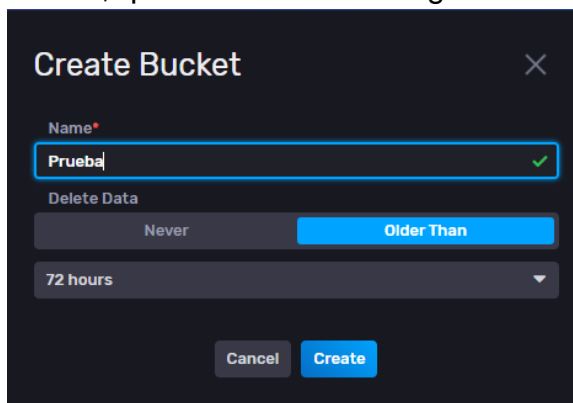 Create Bucket
Name*
Prueba
Delete Data
Never Older Than
72 hours
Cancel Create